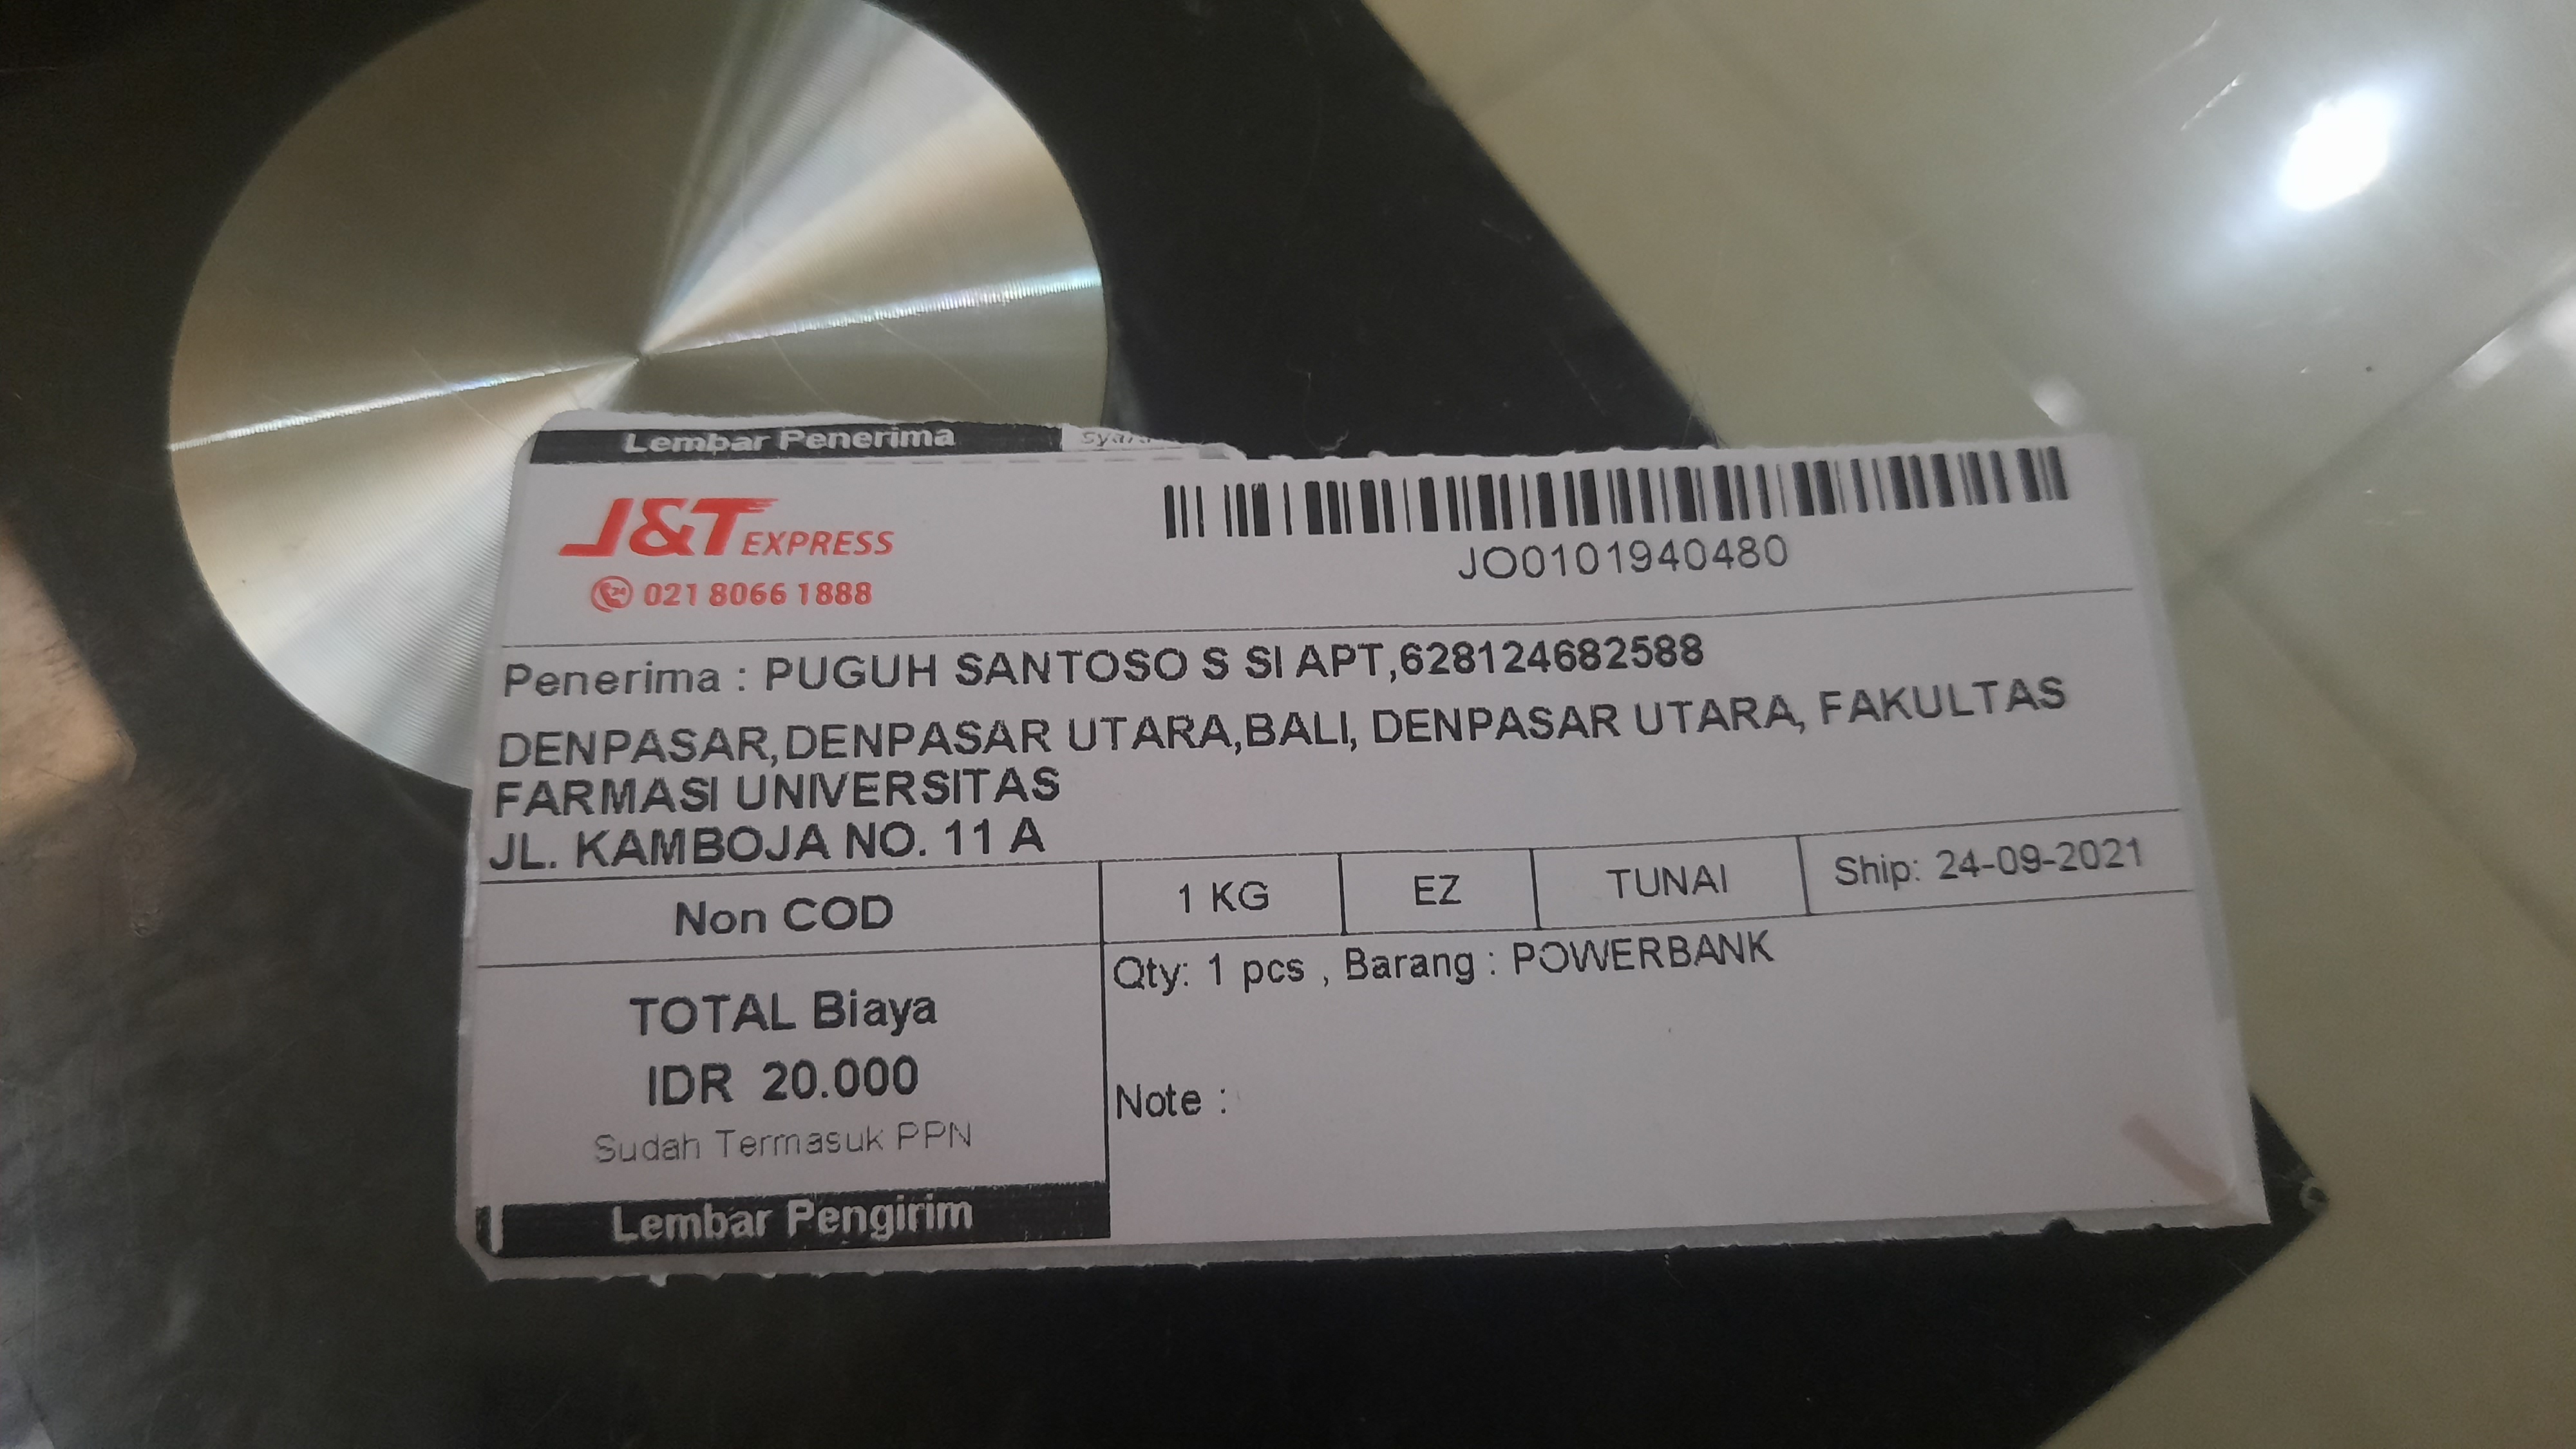 Lembar Penerima
J&T EXPRESS
021 8066 1888
JO0101940480
Penerima : PUGUH SANTOSO S SI APT,6281246825​88
DENPASAR,DENPASAR UTARA,BALI, DENPASAR UTARA, FAKULTAS
FARMASI UNIVERSITAS
JL. KAMBOJA NO. 11 A
Non COD
1 KG
EZ
TUNAI
Ship: 24-09-2021
TOTAL Biaya
IDR 20.000
Sudah Termasuk PPN
Qty: 1 pcs , Barang : POWERBANK
Note :
Lembar Pengirim